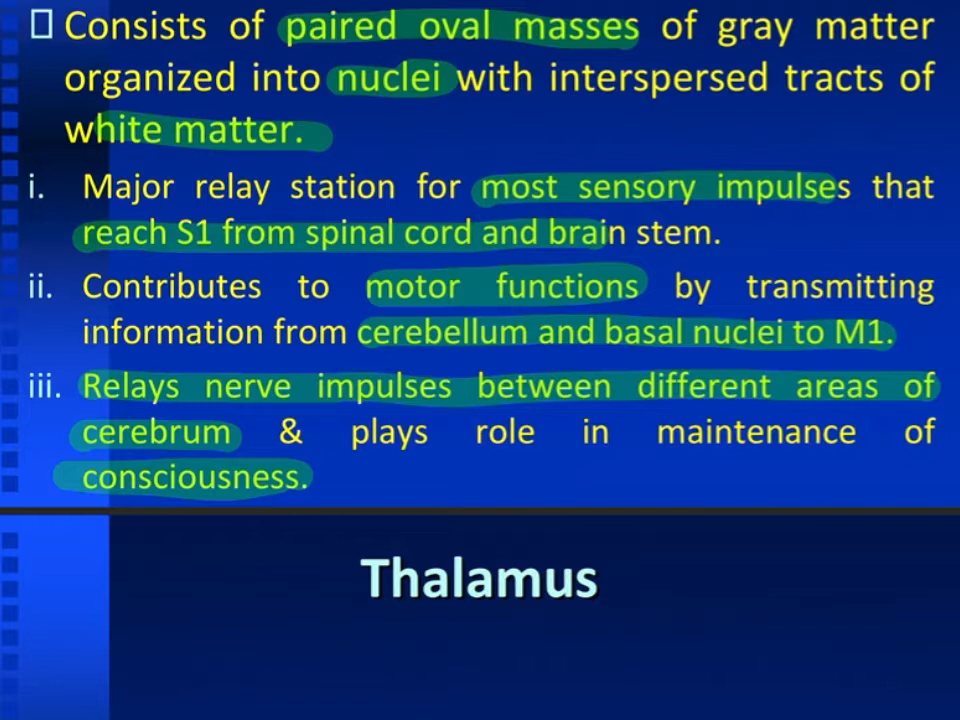 Consists of paired oval masses of gray matter
organized into nuclei with interspersed tracts of
white matter.
i. Major relay station for most sensory impulses that
reach S1 from spinal cord and brain stem.
ii. Contributes to motor functions by transmitting
information from cerebellum and basal nuclei to M1.
iii. Relays nerve impulses between different areas of
cerebrum & plays role in maintenance of
consciousness.
Thalamus